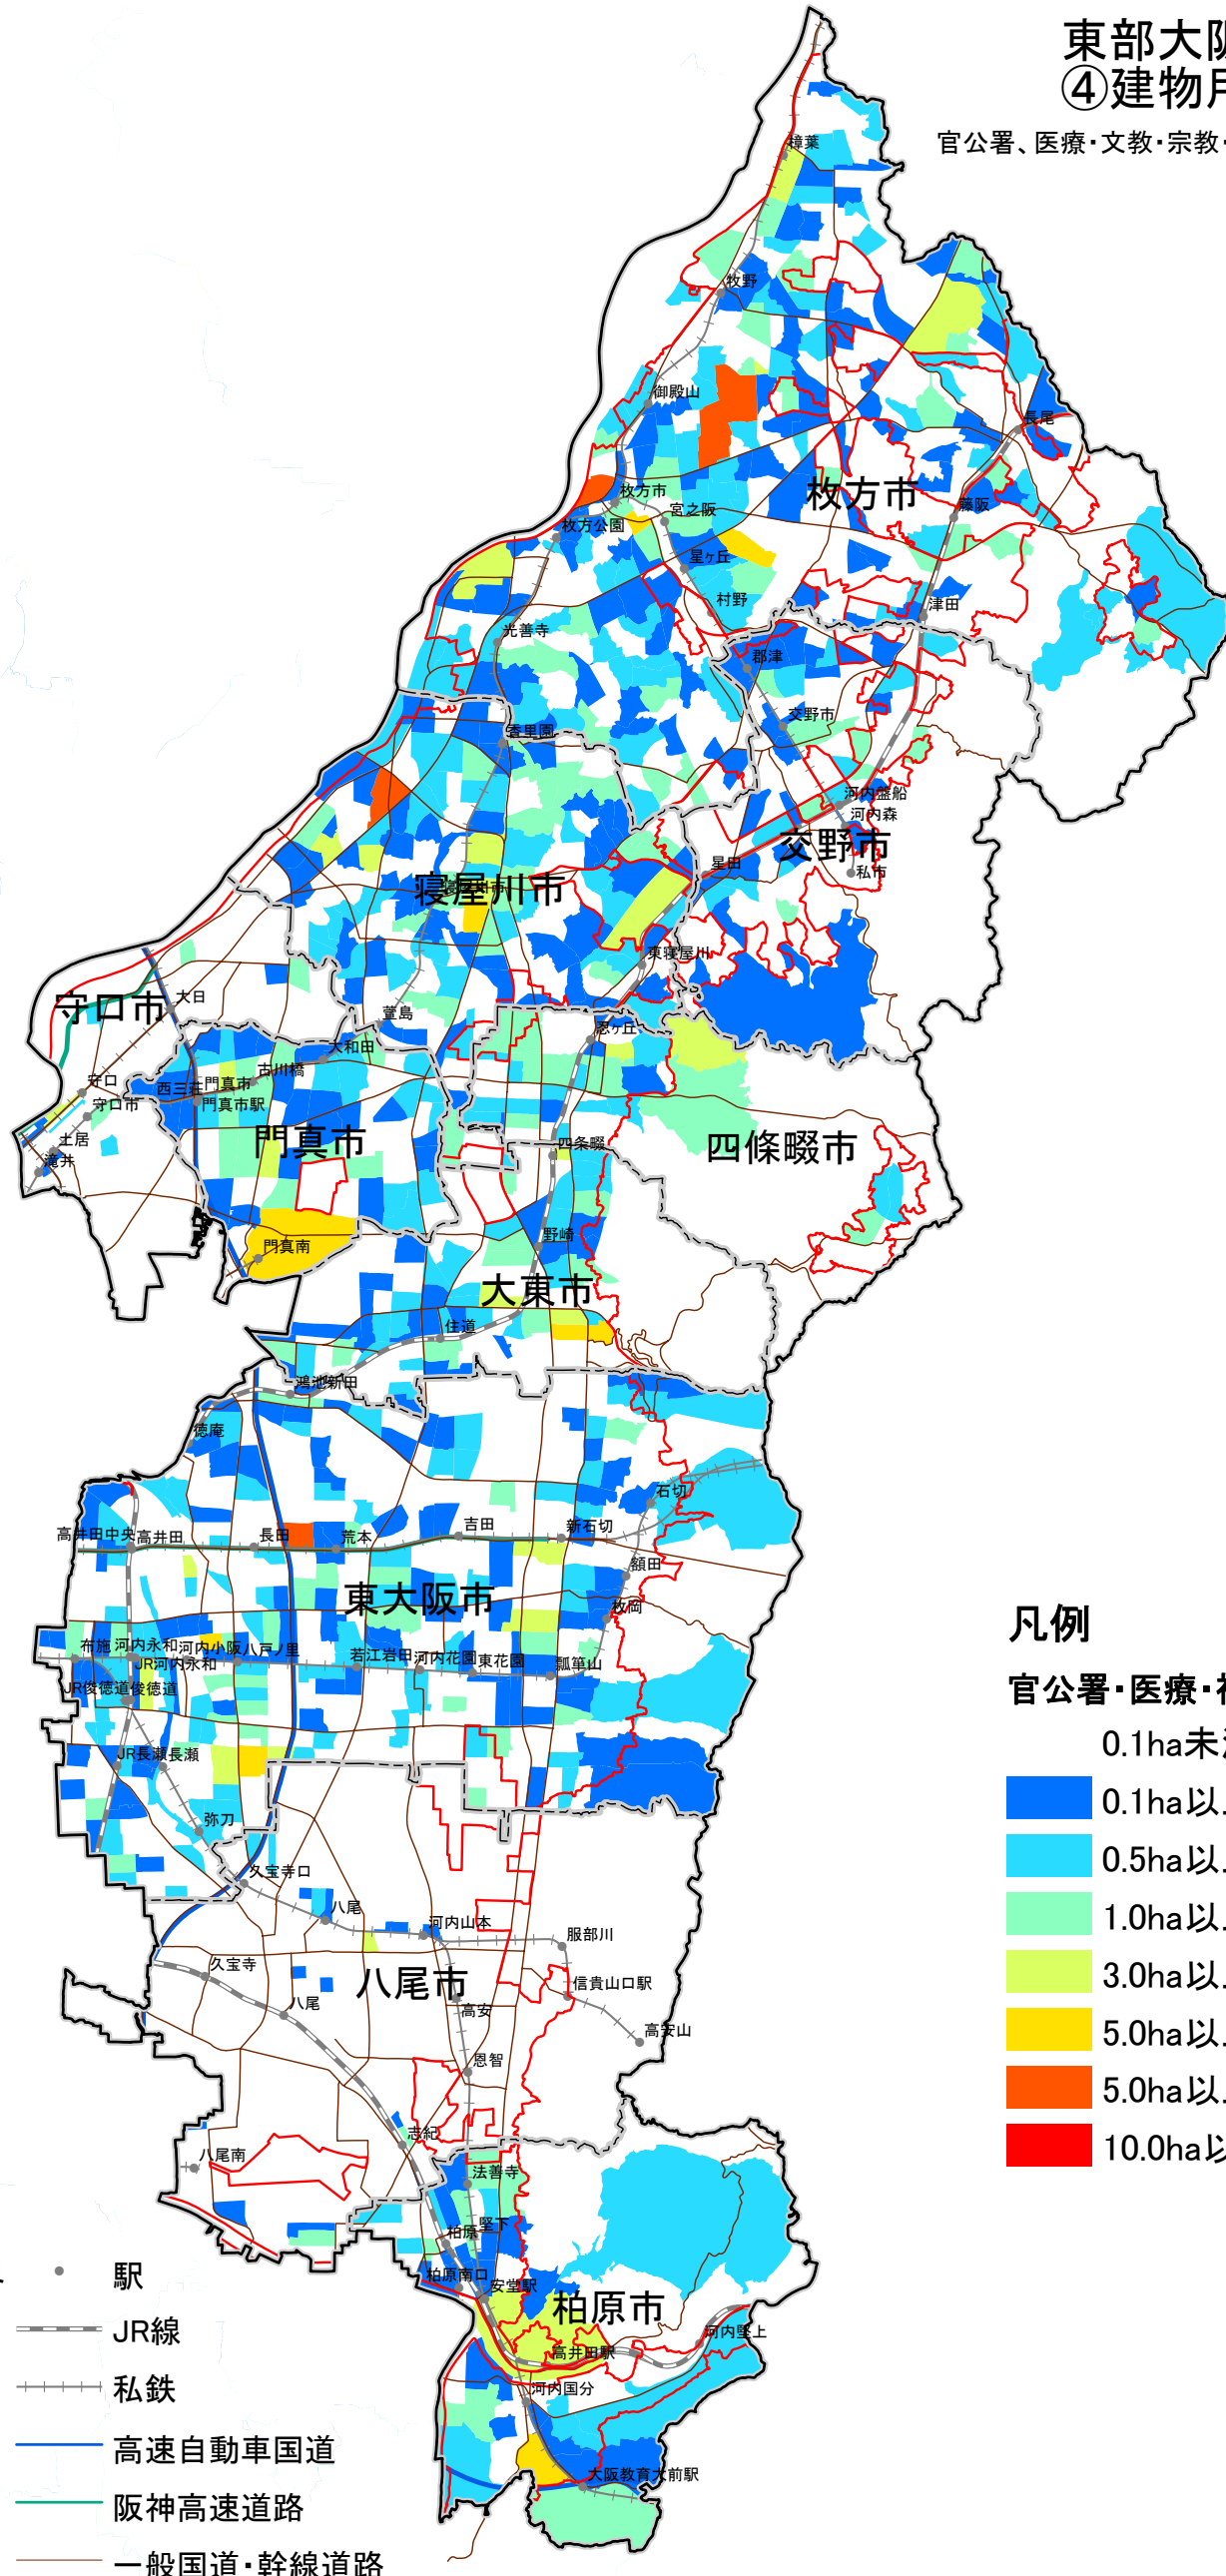 東部大阪
④建物用
官公署、医療・文教・宗教・
樟葉
牧野
御殿山
長尾
枚方市
枚方市
宮之阪
藤阪
枚方公園
星ヶ丘
村野
津田
光善寺
郡津
交野市
香里園
河内盤船
河内森
交野市
星田
私市
寝屋川市
寝屋川市
東寝屋川
大日
守口市
萱島
忍ヶ丘
大和田
古川橋
守口
西三荘
門真市
守口市
門真市駅
土居
門真市
四条畷
四條畷市
滝井
野崎
門真南
大東市
住道
鴻池新田
徳庵
石切
高井田中央
高井田
長田
荒本
吉田
新石切
額田
東大阪市
枚岡
布施
河内永和
河内小阪
八戸ノ里
JR河内永和
若江岩田
河内花園
東花園
瓢箪山
JR俊徳道
俊徳道
JR長瀬
長瀬
弥刀
久宝寺口
八尾
河内山本
服部川
久宝寺
八尾市
信貴山口駅
八尾
高安
高安山
恩智
志紀
八尾南
法善寺
柏原
堅下
柏原南口
安堂駅
柏原市
高井田駅
河内堅上
河内国分
大阪教育大前駅
凡例
官公署・医療・
0.1ha未
0.1ha以
0.5ha以
1.0ha以
3.0ha以
5.0ha以
5.0ha以
10.0ha以
駅
JR線
私鉄
高速自動車国道
阪神高速道路
一般国道・幹線道路